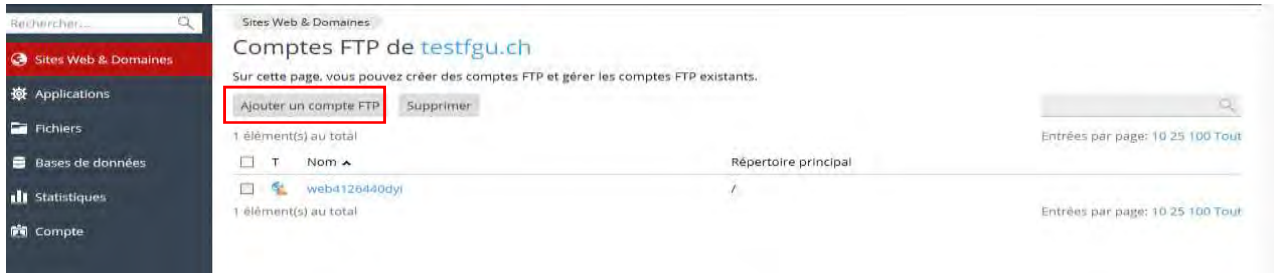 Rechercher...
Sites Web & Domaines
Applications
Fichiers
Bases de données
Statistiques
Compte
Sites Web & Domaines
Comptes FTP de testfgu.ch
Sur cette page, vous pouvez créer des comptes FTP et gérer les comptes FTP existants.
Ajouter un compte FTP Supprimer
1 élément(s) au total Entrées par page: 10 25 100 Tout
T Nom Répertoire principal
web4126440dyi /
1 élément(s) au total Entrées par page: 10 25 100 Tout